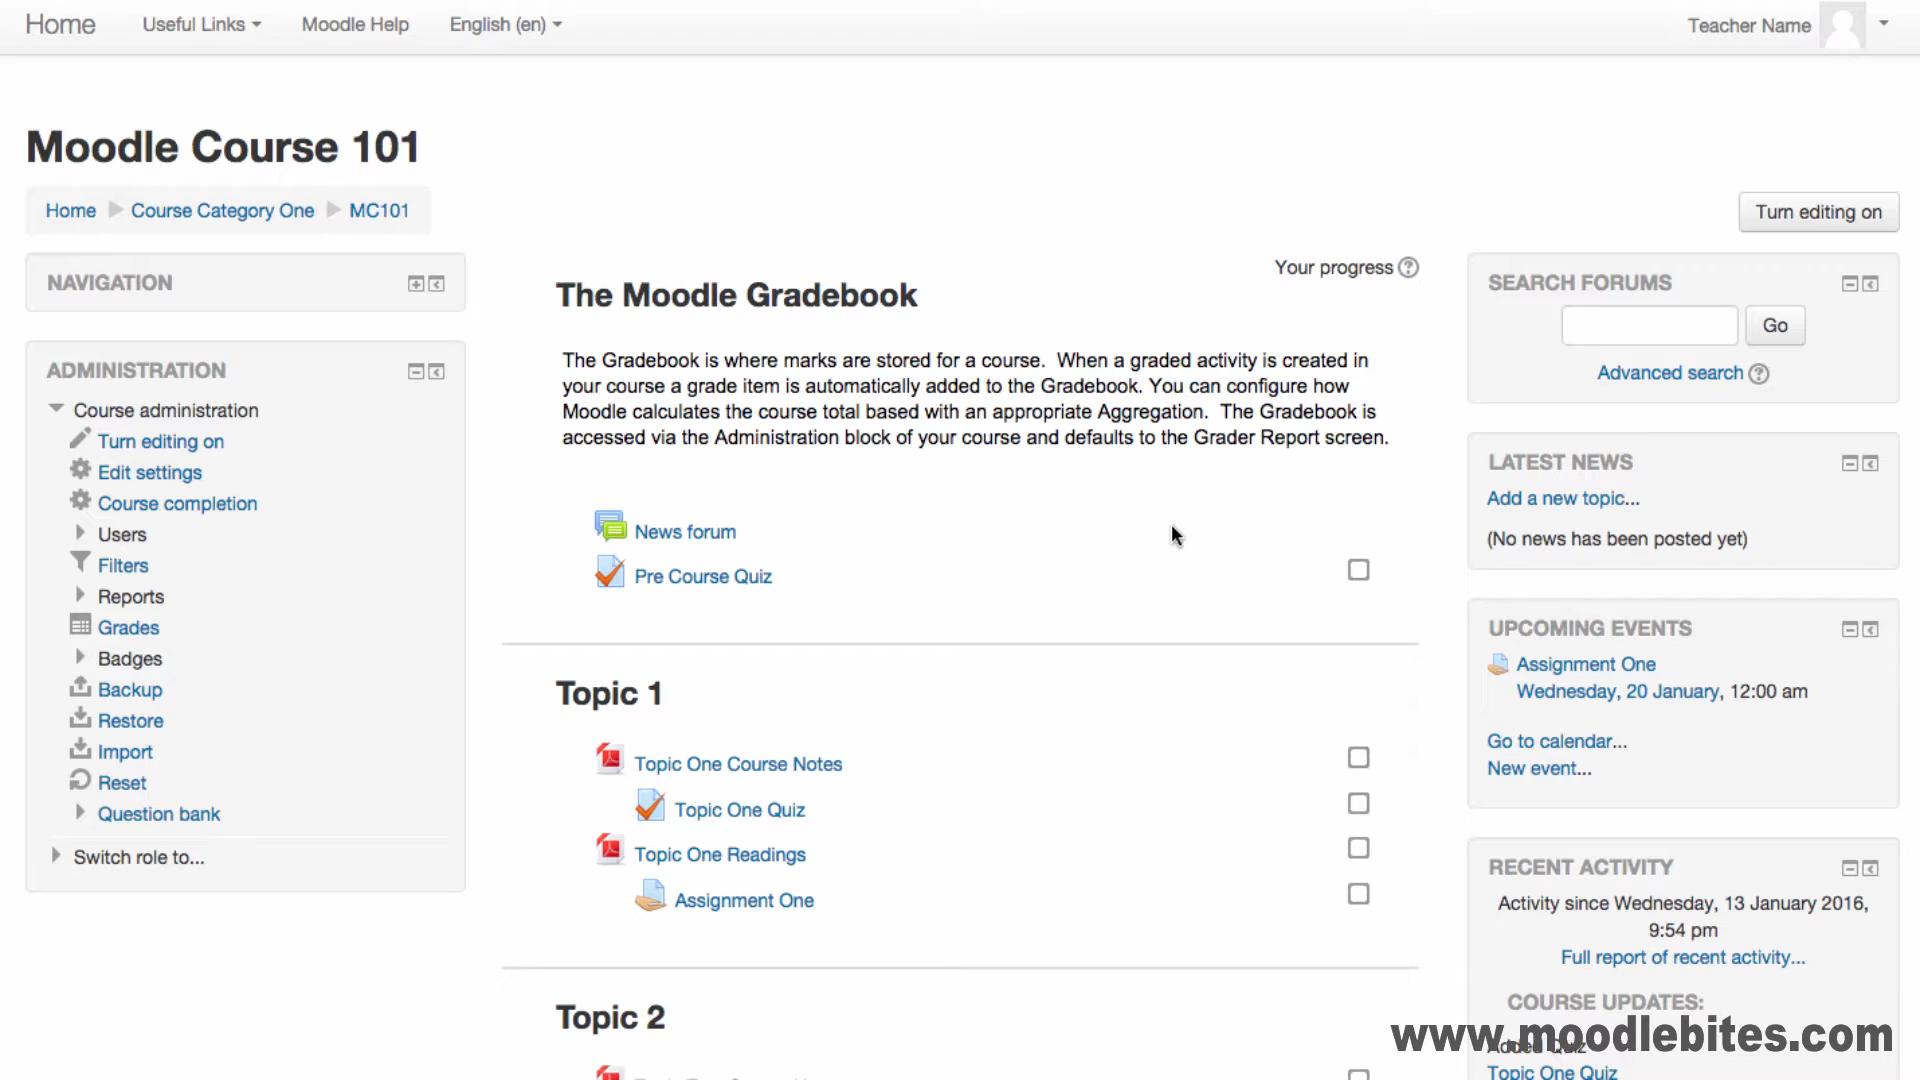 Home
Useful Links
Moodle Help
English (en)
Teacher Name
Moodle Course 101
Home
Course Category One
MC101
Turn editing on
NAVIGATION
ADMINISTRATION
Course administration
Turn editing on
Edit settings
Course completion
Users
Filters
Reports
Grades
Badges
Backup
Restore
Import
Reset
Question bank
Switch role to...
Your progress
The Moodle Gradebook
The Gradebook is where marks are stored for a course.  When a graded activity is created in
your course a grade item is automatically added to the Gradebook. You can configure how
Moodle calculates the course total based with an appropriate Aggregation.  The Gradebook is
accessed via the Administration block of your course and defaults to the Grader Report screen.
News forum
Pre Course Quiz
Topic 1
Topic One Course Notes
Topic One Quiz
Topic One Readings
Assignment One
Topic 2
SEARCH FORUMS
Go
Advanced search
LATEST NEWS
Add a new topic...
(No news has been posted yet)
UPCOMING EVENTS
Assignment One
Wednesday, 20 January, 12:00 am
Go to calendar...
New event...
RECENT ACTIVITY
Activity since Wednesday, 13 January 2016,
9:54 pm
Full report of recent activity...
COURSE UPDATES:
www.moodlebites.com
Added Quiz
Topic One Quiz